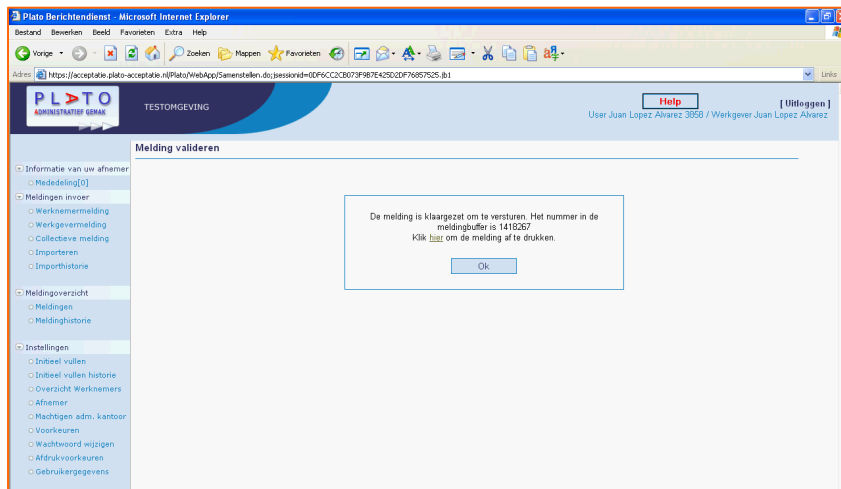 Plato Berichtendienst - Microsoft Internet Explorer
Bestand Bewerken Beeld Favorieten Extra Help
Vorige Zoeken Mappen Favorieten
Adres https://acceptatie.plato-acceptatie.nl/Plato/WebApp/Samenstellen.do;jsessionid=0DF6CC2CB073F9B7E425D2DF76857525.jb1 Links
PLATO
ADMINISTRATIEF GEMAK
TESTOMGEVING
Help
[ Uitloggen ]
User Juan Lopez Alvarez 3858 / Werkgever Juan Lopez Alvarez
Melding valideren
Informatie van uw afnemer
Mededeling[0]
Meldingen invoer
Werknemermelding
Werkgevermelding
Collectieve melding
Importeren
Importhistorie
Meldingoverzicht
Meldingen
Meldinghistorie
Instellingen
Initieel vullen
Initieel vullen historie
Overzicht Werknemers
Afnemer
Machtigen adm. kantoor
Voorkeuren
Wachtwoord wijzigen
Afdrukvoorkeuren
Gebruikergegevens
De melding is klaargezet om te versturen. Het nummer in de
meldingbuffer is 1418267
Klik hier om de melding af te drukken.
Ok